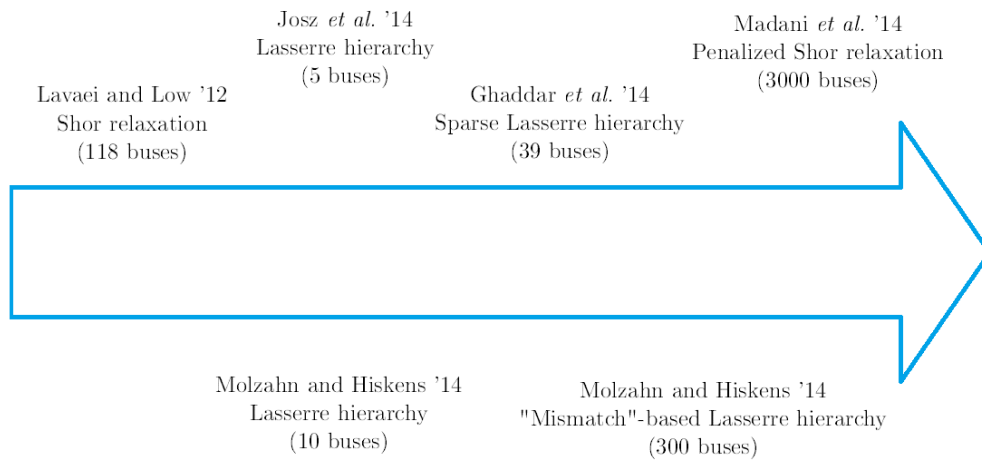 Lavaei and Low '12
Shor relaxation
(118 buses)
Josz et al. '14
Lasserre hierarchy
(5 buses)
Ghaddar et al. '14
Sparse Lasserre hierarchy
(39 buses)
Madani et al. '14
Penalized Shor relaxation
(3000 buses)
Molzahn and Hiskens '14
Lasserre hierarchy
(10 buses)
Molzahn and Hiskens '14
"Mismatch"-based Lasserre hierarchy
(300 buses)